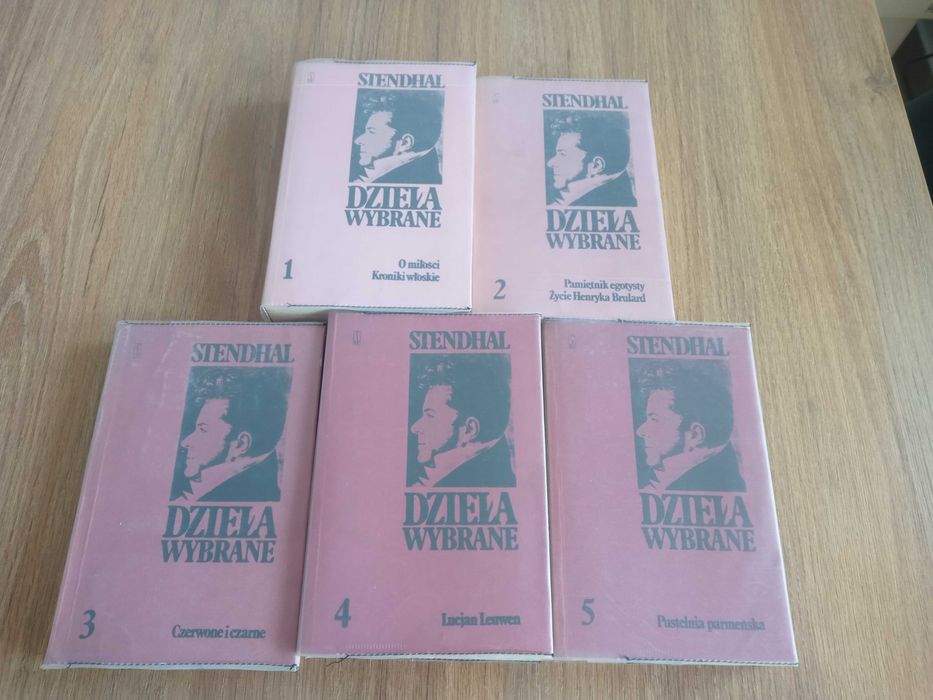 STENDHAL
DZIEŁA
WYBRANE
1
O miłości
Kroniki włoskie
STENDHAL
DZIEŁA
WYBRANE
2
Pamiętnik egotysty
Życie Henryka Brulard
STENDHAL
DZIEŁA
WYBRANE
3
Czerwone i czarne
STENDHAL
DZIEŁA
WYBRANE
4
Lucjan Leuwen
STENDHAL
DZIEŁA
WYBRANE
5
Pustelnia parmeńska